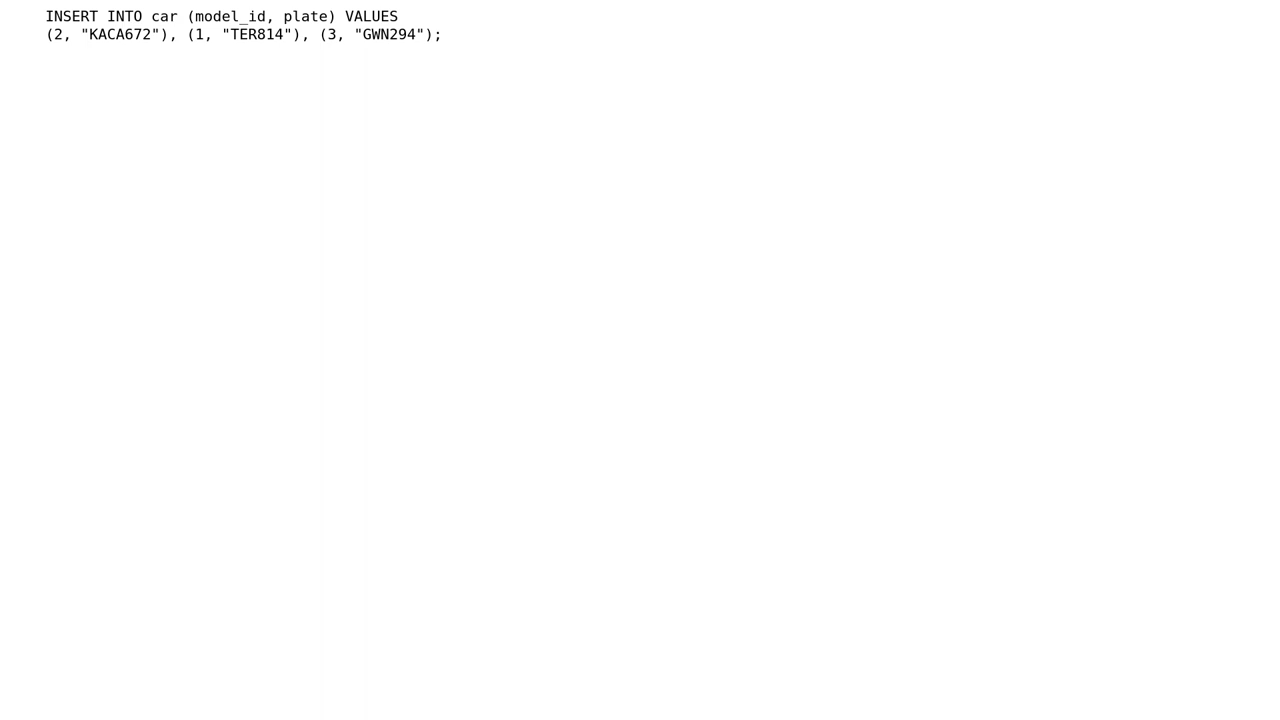 INSERT INTO car (model_id, plate) VALUES
(2, "KACA672"), (1, "TER814"), (3, "GWN294");